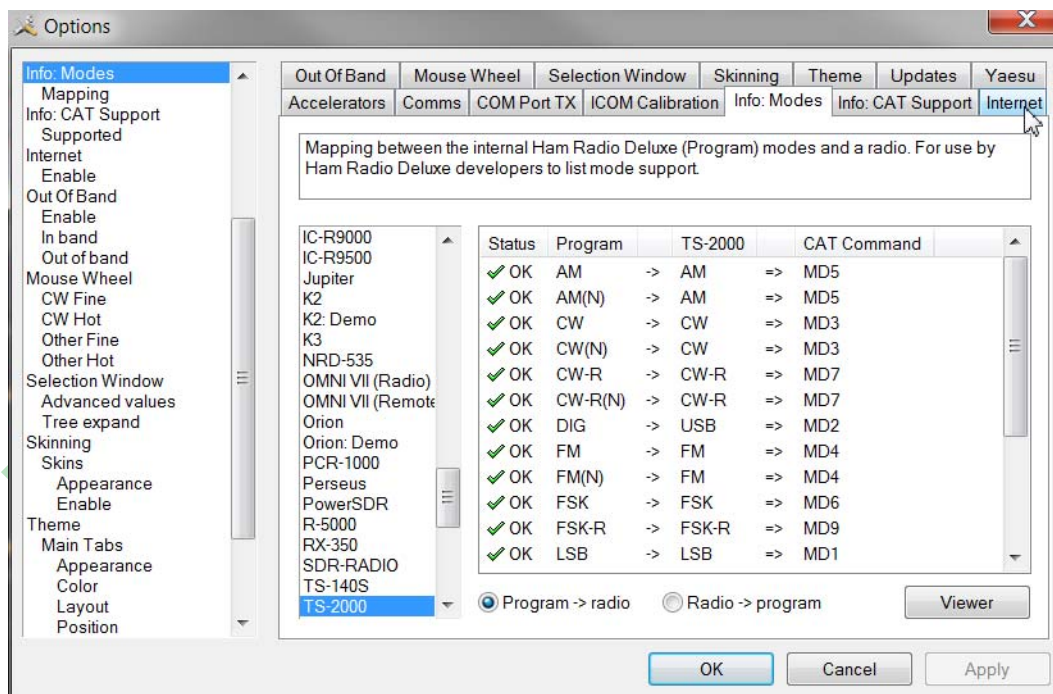 Options
Info: Modes
Mapping
Info: CAT Support
Supported
Internet
Enable
Out Of Band
Enable
In band
Out of band
Mouse Wheel
CW Fine
CW Hot
Other Fine
Other Hot
Selection Window
Advanced values
Tree expand
Skinning
Skins
Appearance
Enable
Theme
Main Tabs
Appearance
Color
Layout
Position
Out Of Band Mouse Wheel Selection Window Skinning Theme Updates Yaesu
Accelerators Comms COM Port TX ICOM Calibration Info: Modes Info: CAT Support Internet
Mapping between the internal Ham Radio Deluxe (Program) modes and a radio. For use by
Ham Radio Deluxe developers to list mode support.
IC-R9000
IC-R9500
Jupiter
K2
K2: Demo
K3
NRD-535
OMNI VII (Radio)
OMNI VII (Remote
Orion
Orion: Demo
PCR-1000
Perseus
PowerSDR
R-5000
RX-350
SDR-RADIO
TS-140S
TS-2000
Status Program TS-2000 CAT Command
OK AM -> AM => MD5
OK AM(N) -> AM => MD5
OK CW -> CW => MD3
OK CW(N) -> CW => MD3
OK CW-R -> CW-R => MD7
OK CW-R(N) -> CW-R => MD7
OK DIG -> USB => MD2
OK FM -> FM => MD4
OK FM(N) -> FM => MD4
OK FSK -> FSK => MD6
OK FSK-R -> FSK-R => MD9
OK LSB -> LSB => MD1
Program -> radio Radio -> program Viewer
OK Cancel Apply